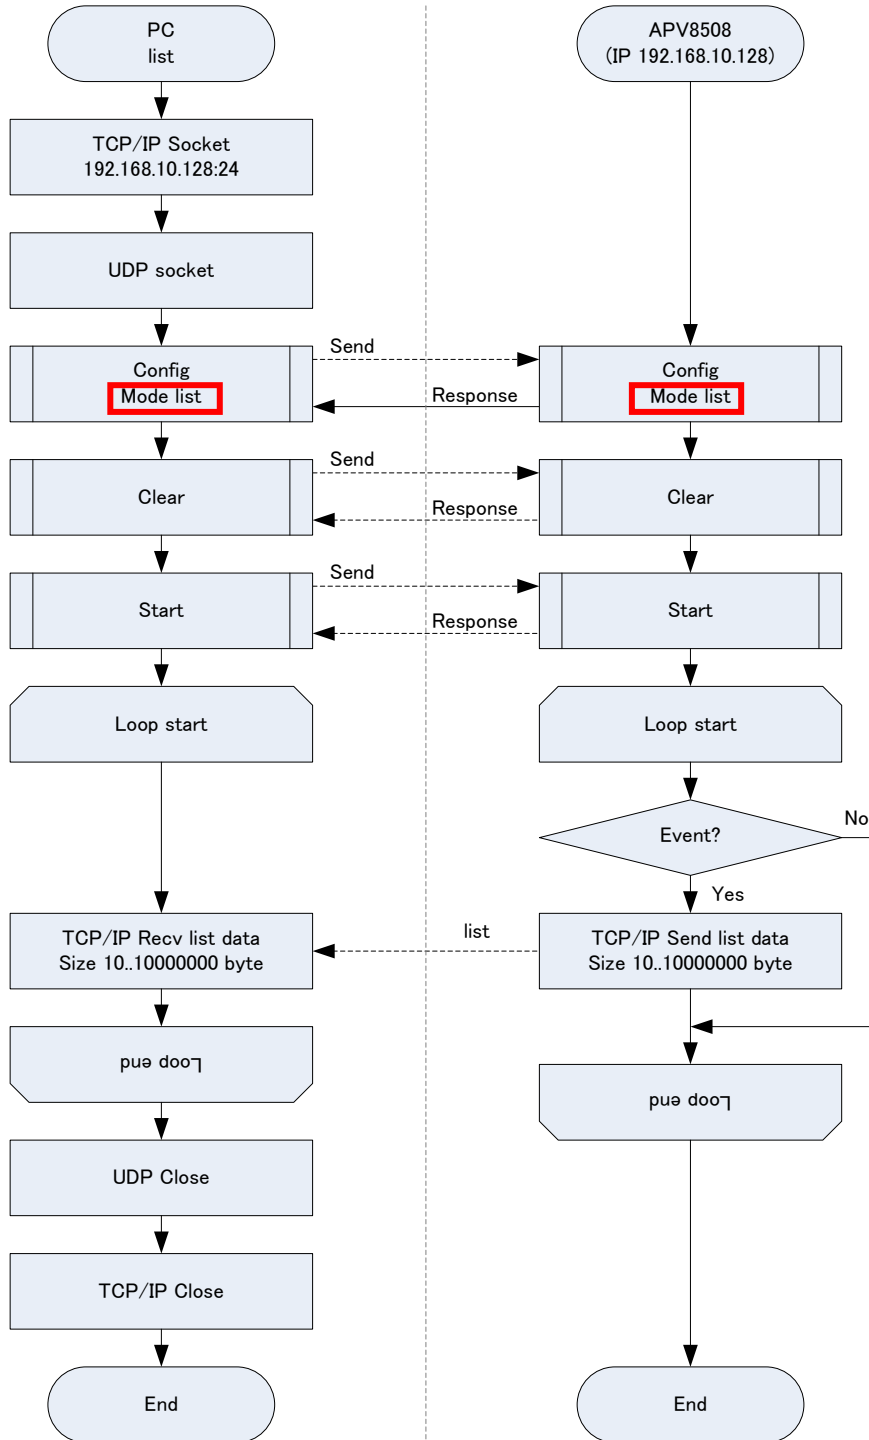 PC
list
APV8508
(IP 192.168.10.128)
TCP/IP Socket
192.168.10.128:24
UDP socket
Config
Mode list
Send
Response
Config
Mode list
Clear
Send
Response
Clear
Start
Send
Response
Start
Loop start
Loop start
Event?
No
Yes
TCP/IP Recv list data
Size 10..10000000 byte
list
TCP/IP Send list data
Size 10..10000000 byte
Loop end
Loop end
UDP Close
TCP/IP Close
End
End